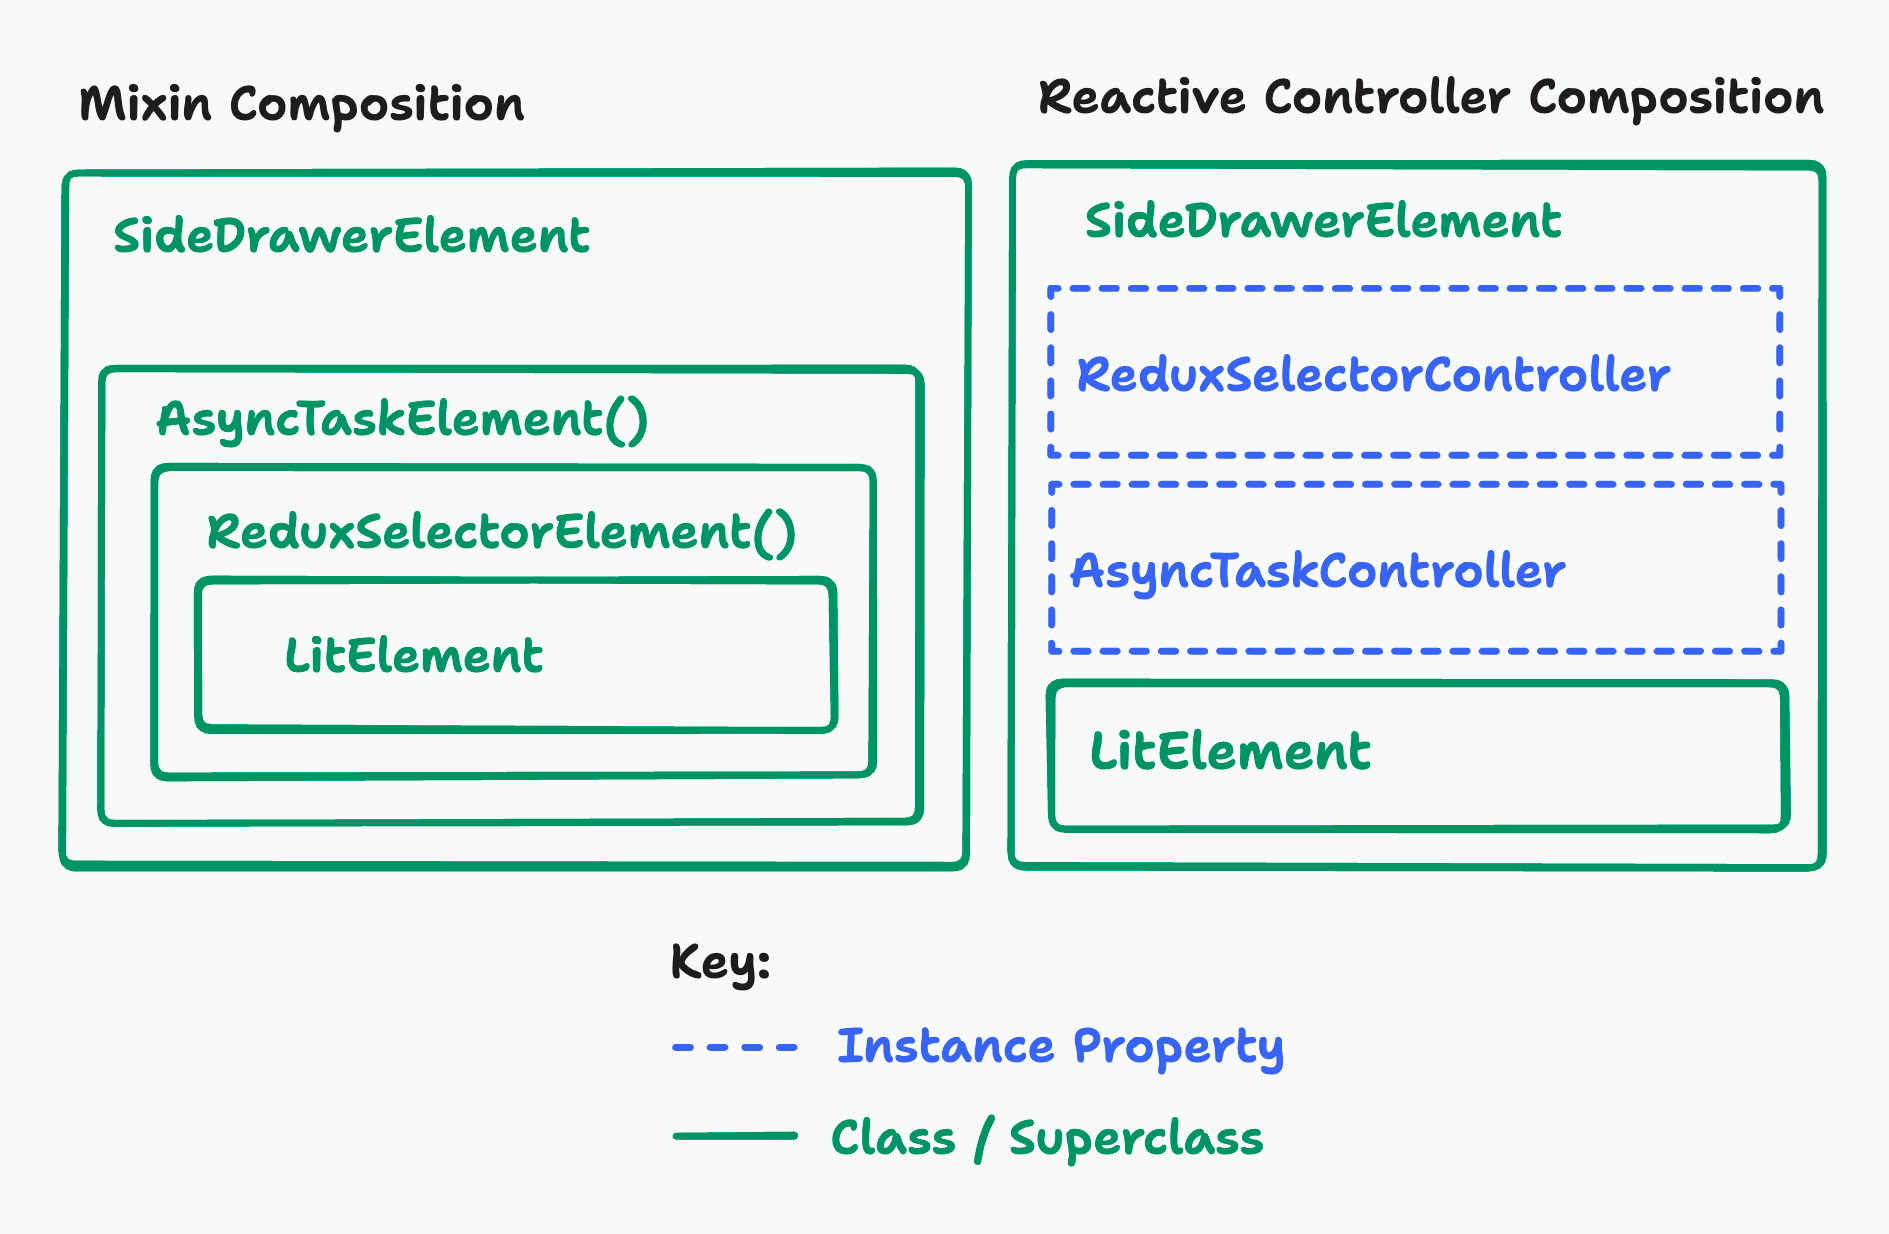 Mixin Composition
SideDrawerElement
AsyncTaskElement()
ReduxSelectorElement()
LitElement
Reactive Controller Composition
SideDrawerElement
ReduxSelectorController
AsyncTaskController
LitElement
Key:
Instance Property
Class / Superclass